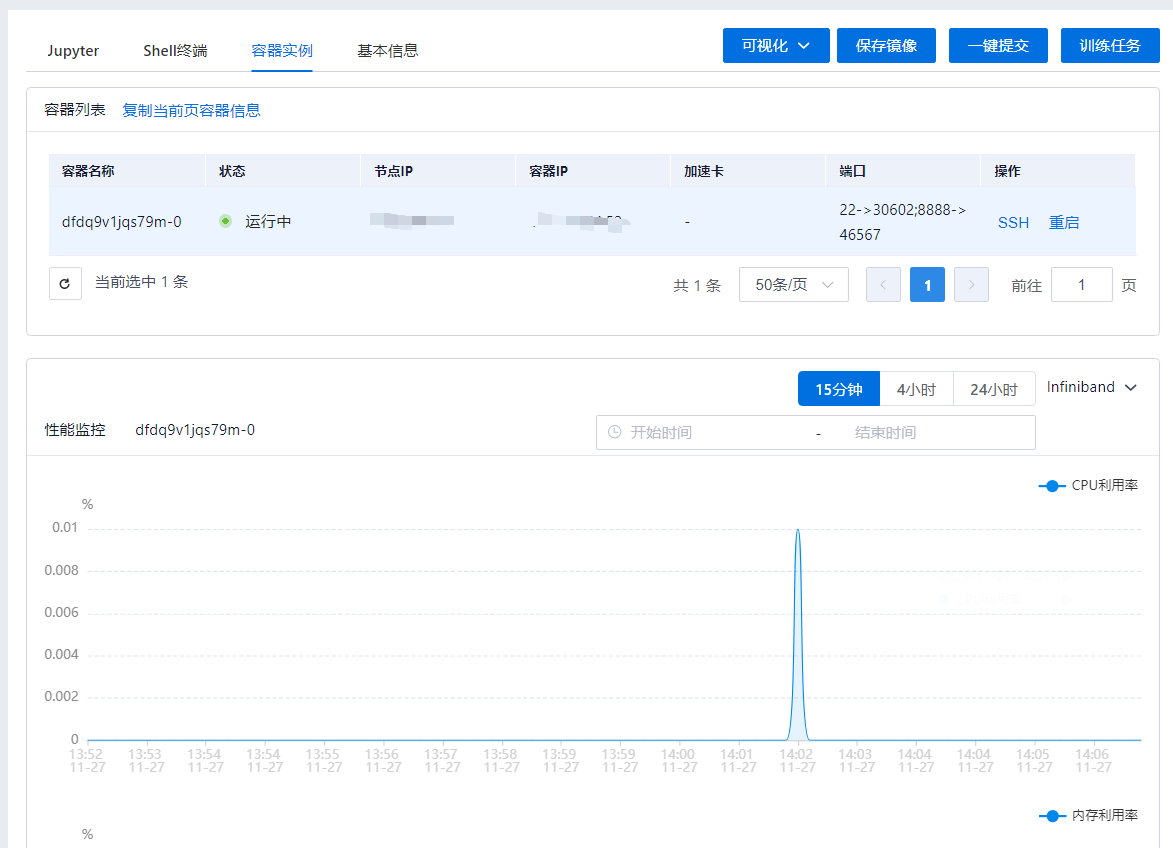 Jupyter Shell终端 容器实例 基本信息 可视化 保存镜像 一键提交 训练任务
容器列表 复制当前页容器信息
容器名称 状态 节点IP 容器IP 加速卡 端口 操作
dfdq9v1jqs79m-0 运行中 - 22->30602;8888-> SSH 重启
46567
当前选中 1 条 共 1 条 50条/页 1 前往 1 页
15分钟 4小时 24小时 Infiniband
性能监控 dfdq9v1jqs79m-0 开始时间 - 结束时间
CPU利用率
%
0.01
0.008
0.006
0.004
0.002
0
13:52 13:53 13:54 13:54 13:55 13:56 13:57 13:58 13:59 13:59 14:00 14:01 14:02 14:03 14:04 14:04 14:05 14:06
11-27 11-27 11-27 11-27 11-27 11-27 11-27 11-27 11-27 11-27 11-27 11-27 11-27 11-27 11-27 11-27 11-27 11-27
内存利用率
%